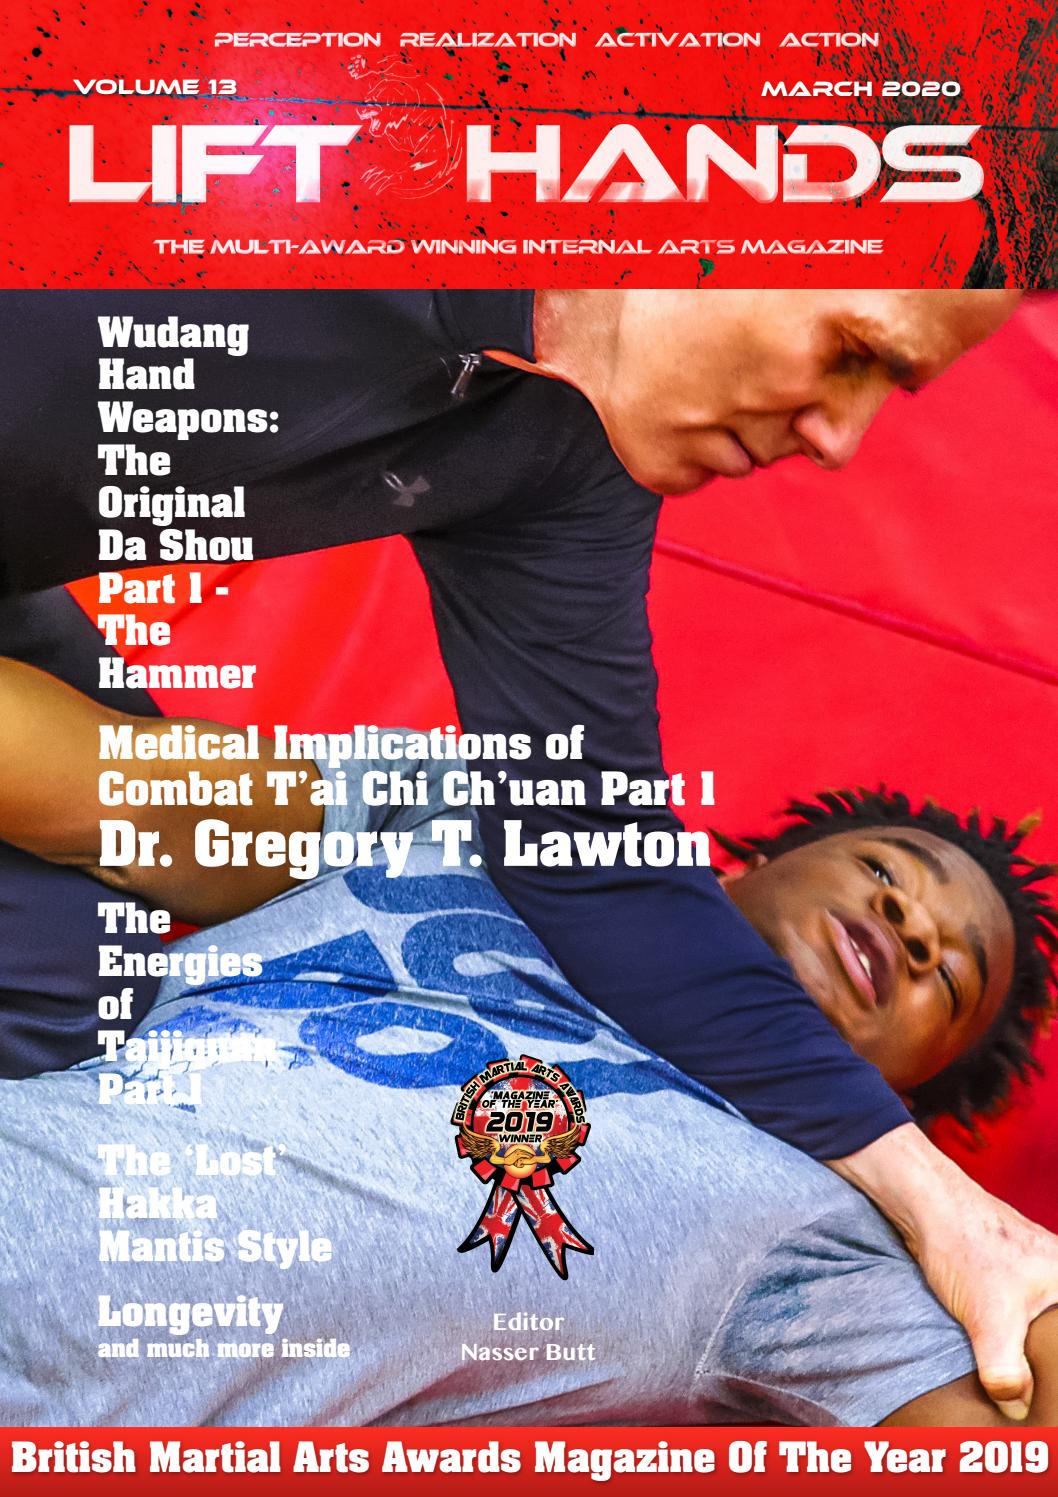 PERCEPTION REALIZATION ACTIVATION ACTION
VOLUME 13
MARCH 2020
LIFT HANDS
THE MULTI-AWARD WINNING INTERNAL ARTS MAGAZINE
Wudang
Hand
Weapons:
The
Original
Da Shou
Part 1 -
The
Hammer
Medical Implications of
Combat T'ai Chi Ch'uan Part 1
Dr. Gregory T. Lawton
The
Energies
of
Taijiquan
Part 1
The ‘Lost’
Hakka
Mantis Style
Longevity
and much more inside
BRITISH MARTIAL ARTS AWARDS
'MAGAZINE
OF THE YEAR'
2019
WINNER
Editor
Nasser Butt
British Martial Arts Awards Magazine Of The Year 2019